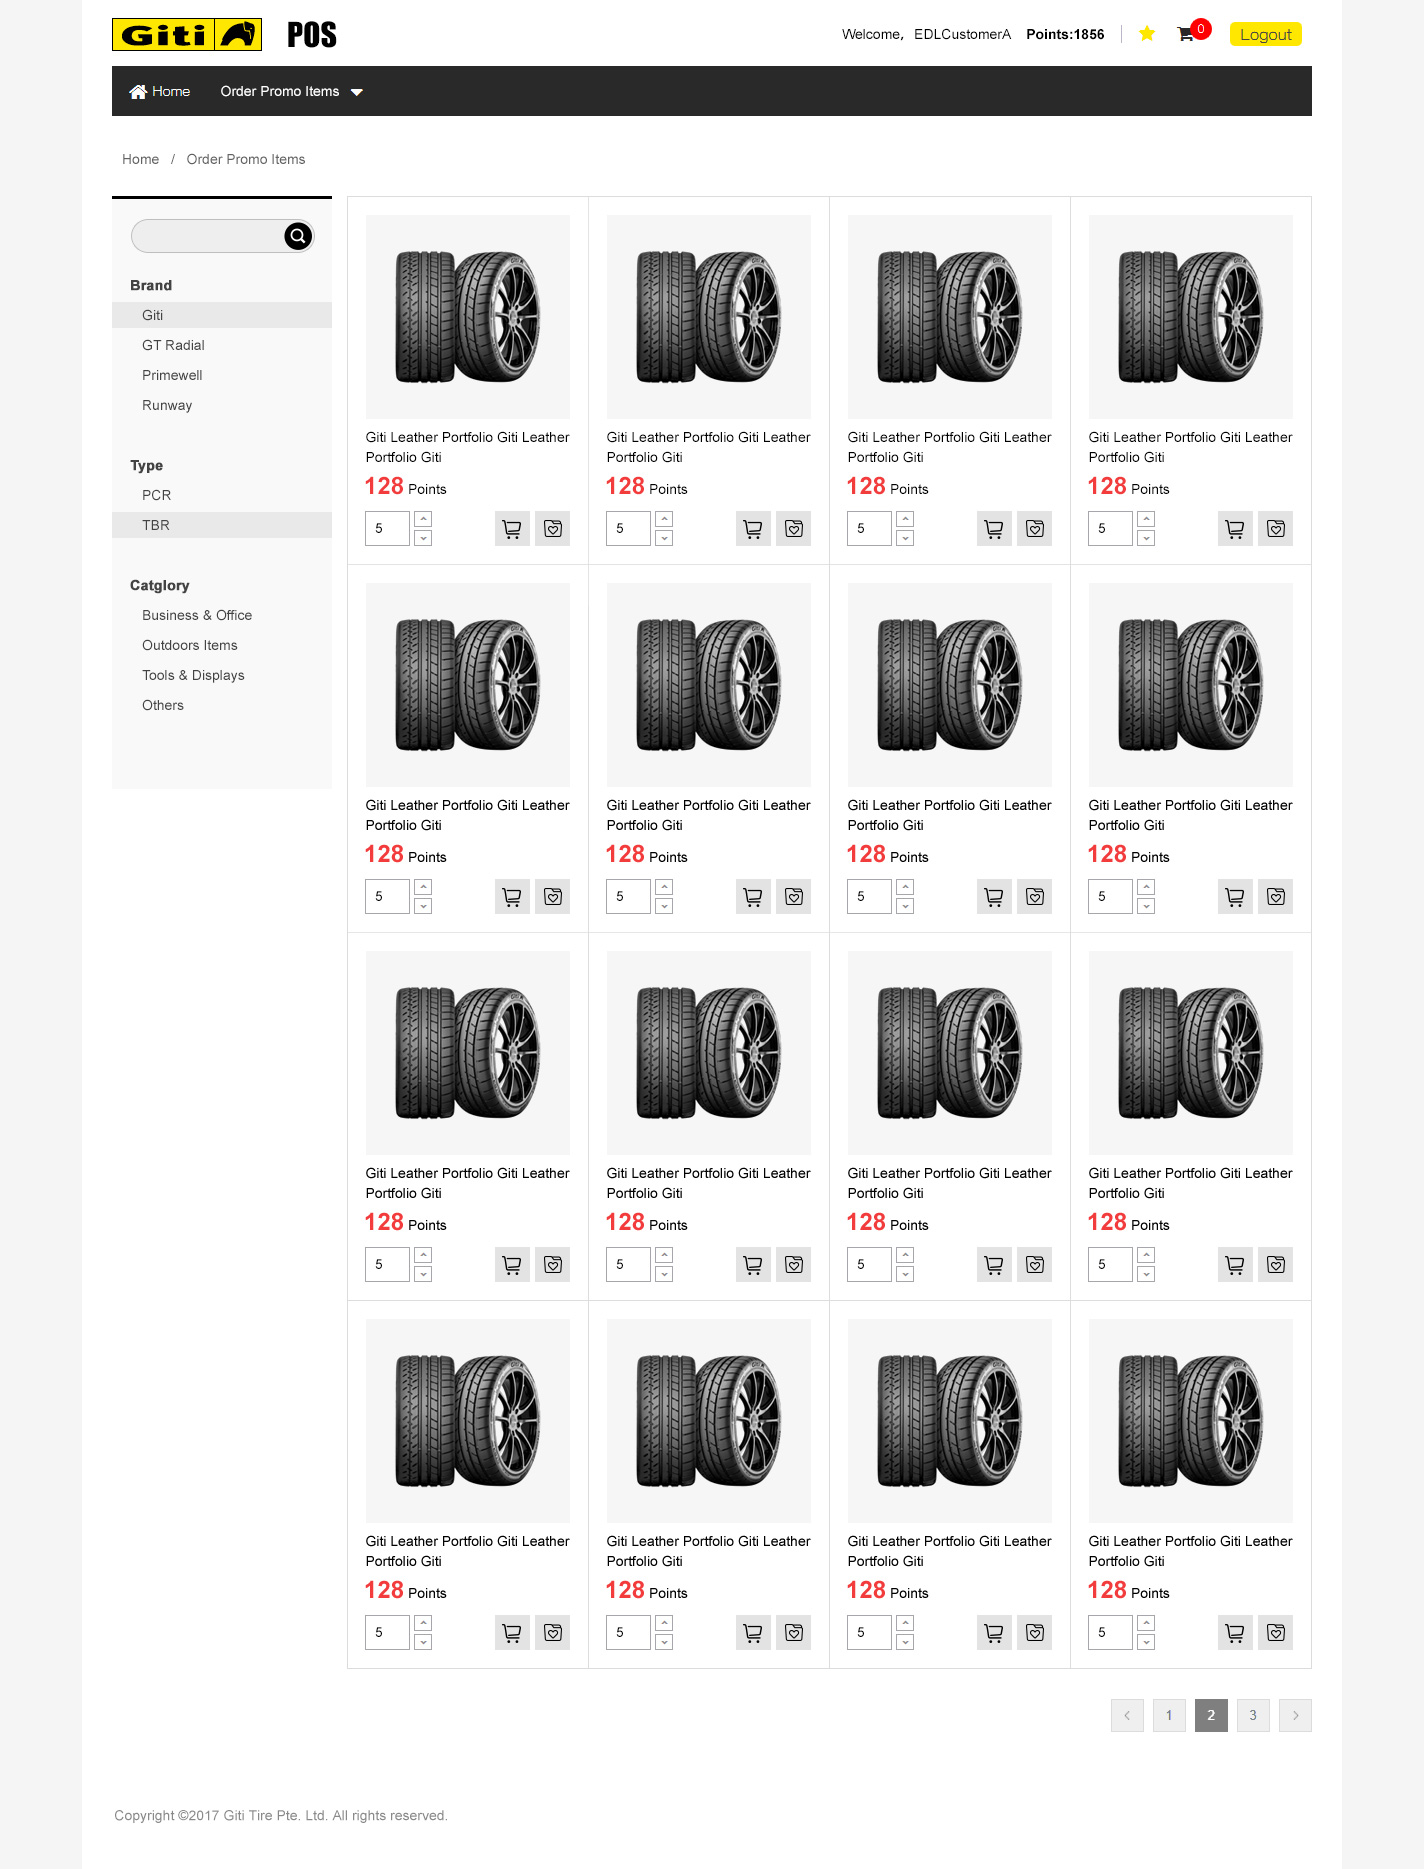 Giti POS
Welcome, EDLCustomerA Points:1856 0 Logout
Home Order Promo Items
Home / Order Promo Items
Brand
Giti
GT Radial
Primewell
Runway
Type
PCR
TBR
Catglory
Business & Office
Outdoors Items
Tools & Displays
Others
Giti Leather Portfolio Giti Leather
Portfolio Giti
128 Points
5
Giti Leather Portfolio Giti Leather
Portfolio Giti
128 Points
5
Giti Leather Portfolio Giti Leather
Portfolio Giti
128 Points
5
Giti Leather Portfolio Giti Leather
Portfolio Giti
128 Points
5
Giti Leather Portfolio Giti Leather
Portfolio Giti
128 Points
5
Giti Leather Portfolio Giti Leather
Portfolio Giti
128 Points
5
Giti Leather Portfolio Giti Leather
Portfolio Giti
128 Points
5
Giti Leather Portfolio Giti Leather
Portfolio Giti
128 Points
5
Giti Leather Portfolio Giti Leather
Portfolio Giti
128 Points
5
Giti Leather Portfolio Giti Leather
Portfolio Giti
128 Points
5
Giti Leather Portfolio Giti Leather
Portfolio Giti
128 Points
5
Giti Leather Portfolio Giti Leather
Portfolio Giti
128 Points
5
Giti Leather Portfolio Giti Leather
Portfolio Giti
128 Points
5
Giti Leather Portfolio Giti Leather
Portfolio Giti
128 Points
5
Giti Leather Portfolio Giti Leather
Portfolio Giti
128 Points
5
Giti Leather Portfolio Giti Leather
Portfolio Giti
128 Points
5
< 1 2 3 >
Copyright ©2017 Giti Tire Pte. Ltd. All rights reserved.